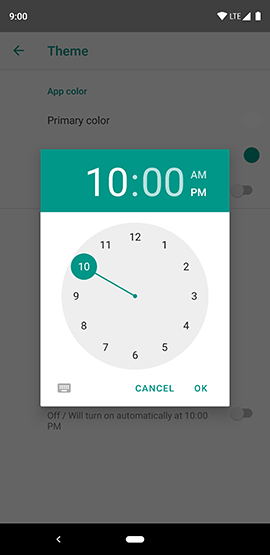 9:00
LTE
Theme
App color
Primary color
10:00
AM
PM
12
1
2
3
4
5
6
7
8
9
10
11
CANCEL
OK
Off / Will turn on automatically at 10:00
PM